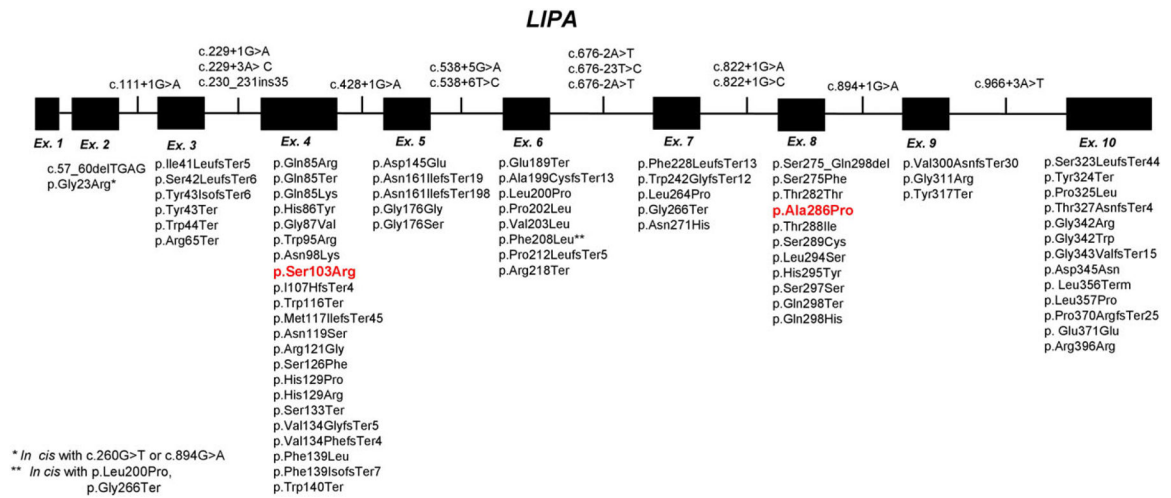 LIPA
c.111+1G>A
c.229+1G>A
c.229+3A> C
c.230_231ins35
c.428+1G>A
c.538+5G>A
c.538+6T>C
c.676-2A>T
c.676-23T>C
c.676-2A>T
c.822+1G>A
c.822+1G>C
c.894+1G>A
c.966+3A>T
Ex. 1
Ex. 2
c.57_60delTGAG
p.Gly23Arg*
Ex. 3
p.Ile41LeufsTer5
p.Ser42LeufsTer6
p.Tyr43IsofsTer6
p.Tyr43Ter
p.Trp44Ter
p.Arg65Ter
Ex. 4
p.Gln85Arg
p.Gln85Ter
p.Gln85Lys
p.His86Tyr
p.Gly87Val
p.Trp95Arg
p.Asn98Lys
p.Ser103Arg
p.I107HfsTer4
p.Trp116Ter
p.Met117IlefsTer45
p.Asn119Ser
p.Arg121Gly
p.Ser126Phe
p.His129Pro
p.His129Arg
p.Ser133Ter
p.Val134GlyfsTer5
p.Val134PhefsTer4
p.Phe139Leu
p.Phe139IsofsTer7
p.Trp140Ter
Ex. 5
p.Asp145Glu
p.Asn161IlefsTer19
p.Asn161IlefsTer198
p.Gly176Gly
p.Gly176Ser
Ex. 6
p.Glu189Ter
p.Ala199CysfsTer13
p.Leu200Pro
p.Pro202Leu
p.Val203Leu
p.Phe208Leu**
p.Pro212LeufsTer5
p.Arg218Ter
Ex. 7
p.Phe228LeufsTer13
p.Trp242GlyfsTer12
p.Leu264Pro
p.Gly266Ter
p.Asn271His
Ex. 8
p.Ser275_Gln298del
p.Ser275Phe
p.Thr282Thr
p.Ala286Pro
p.Thr288Ile
p.Ser289Cys
p.Leu294Ser
p.His295Tyr
p.Ser297Ser
p.Gln298Ter
p.Gln298His
Ex. 9
p.Val300AsnfsTer30
p.Gly311Arg
p.Tyr317Ter
Ex. 10
p.Ser323LeufsTer44
p.Tyr324Ter
p.Pro325Leu
p.Thr327AsnfsTer4
p.Gly342Arg
p.Gly342Trp
p.Gly343ValfsTer15
p.Asp345Asn
p. Leu356Term
p.Leu357Pro
p.Pro370ArgfsTer25
p. Glu371Glu
p.Arg396Arg
* In cis with c.260G>T or c.894G>A
** In cis with p.Leu200Pro,
p.Gly266Ter